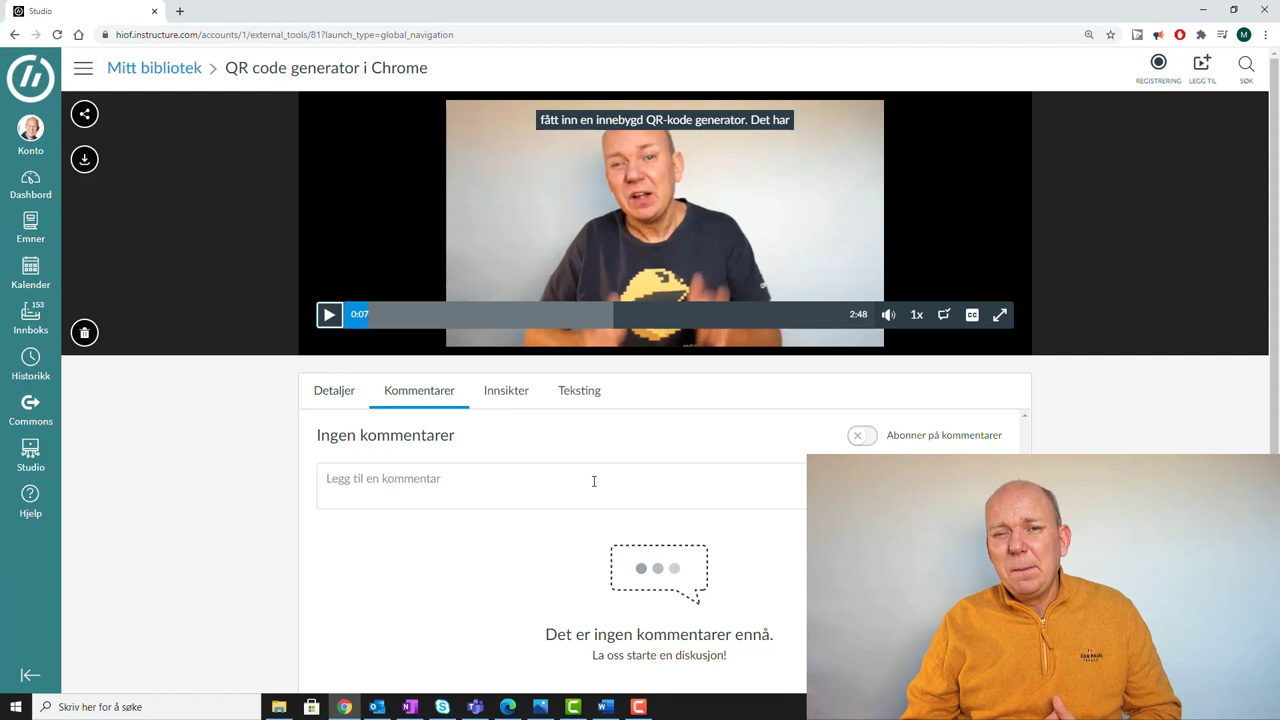 Studio
hiof.instructure.com/accounts/1/external_tools/81?launch_type=global_navigation
M
Mitt bibliotek > QR code generator i Chrome
REGISTRERING
LEGG TIL
SØK
Konto
Dashbord
Emner
Kalender
153
Innboks
Historikk
Commons
Studio
Hjelp
fått inn en innebygd QR-kode generator. Det har
0:07
2:48
1x
CC
Detaljer
Kommentarer
Innsikter
Teksting
Ingen kommentarer
Abonner på kommentarer
Legg til en kommentar
Det er ingen kommentarer ennå.
La oss starte en diskusjon!
Skriv her for å søke